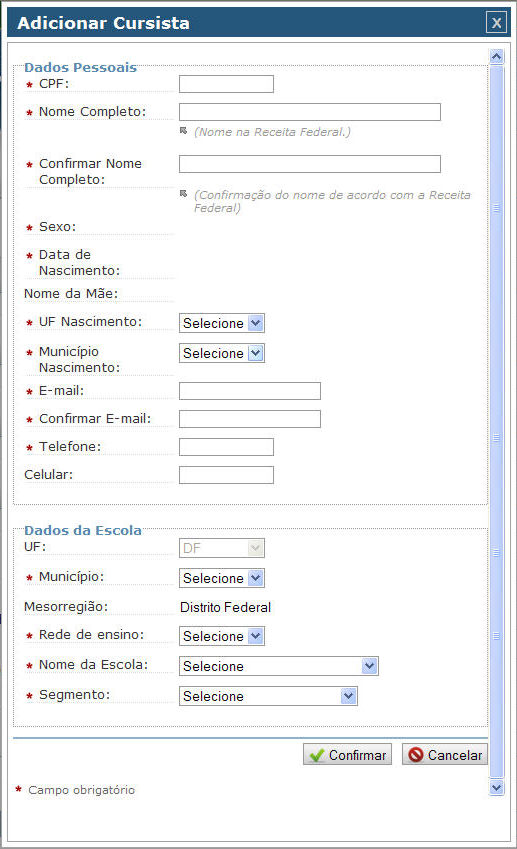 Adicionar Cursista X
Dados Pessoais
* CPF:
* Nome Completo:
(Nome na Receita Federal.)
* Confirmar Nome
Completo:
(Confirmação do nome de acordo com a Receita
Federal)
* Sexo:
* Data de
Nascimento:
Nome da Mãe:
* UF Nascimento: Selecione
* Município
Nascimento: Selecione
* E-mail:
* Confirmar E-mail:
* Telefone:
Celular:
Dados da Escola
UF: DF
* Município: Selecione
Mesorregião: Distrito Federal
* Rede de ensino: Selecione
* Nome da Escola: Selecione
* Segmento: Selecione
Confirmar Cancelar
* Campo obrigatório